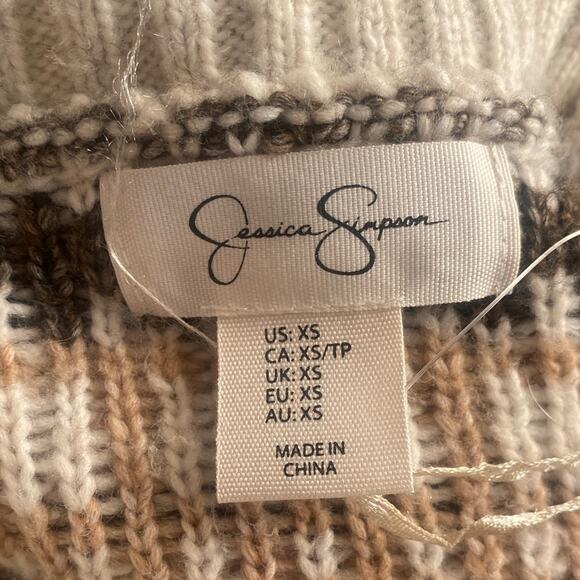 Jessica Simpson
US: XS
CA: XS/TP
UK: XS
EU: XS
AU: XS
MADE IN
CHINA